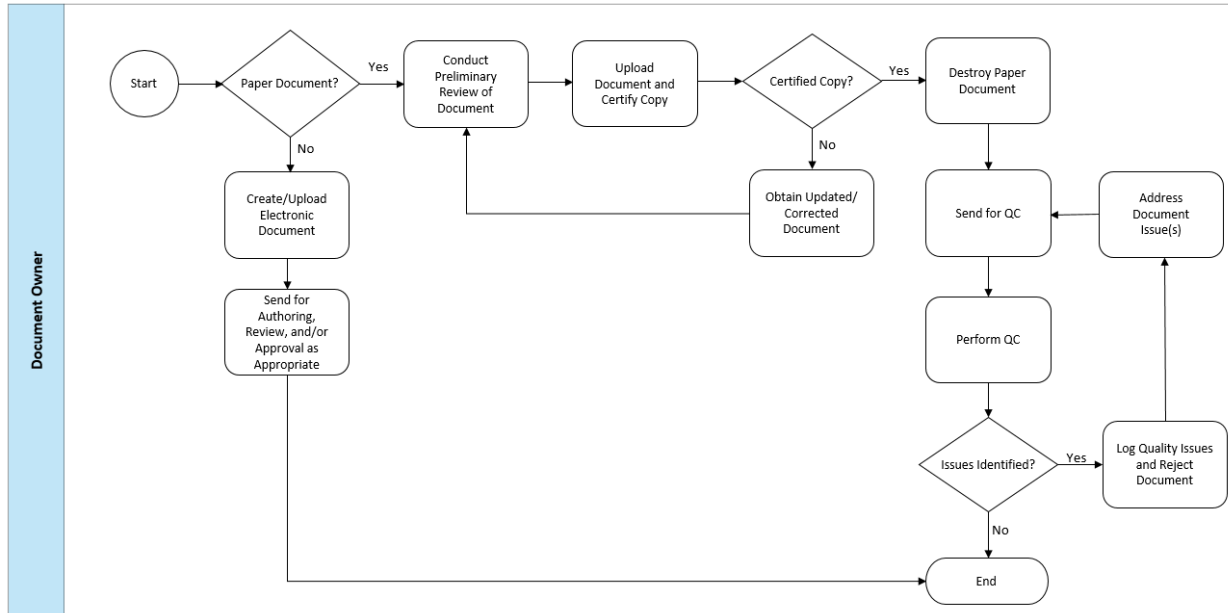 Document Owner
Start
Paper Document?
Yes
No
Conduct
Preliminary
Review of
Document
Upload
Document and
Certify Copy
Certified Copy?
Yes
No
Destroy Paper
Document
Create/Upload
Electronic
Document
Obtain Updated/
Corrected
Document
Send for QC
Address
Document
Issue(s)
Send for
Authoring,
Review, and/or
Approval as
Appropriate
Perform QC
Issues Identified?
Yes
No
Log Quality Issues
and Reject
Document
End